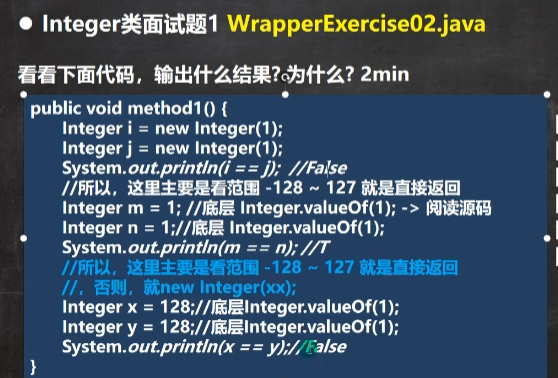 ● Integer类面试题1 WrapperExercise02.java
看看下面代码，输出什么结果?为什么? 2min
public void method1() {
Integer i = new Integer(1);
Integer j = new Integer(1);
System.out.println(i == j); //False
//所以，这里主要是看范围 -128 ~ 127 就是直接返回
Integer m = 1; //底层 Integer.valueOf(1); -> 阅读源码
Integer n = 1;//底层 Integer.valueOf(1);
System.out.println(m == n); //T
//所以，这里主要是看范围 -128 ~ 127 就是直接返回
//，否则，就new Integer(xx);
Integer x = 128;//底层Integer.valueOf(1);
Integer y = 128;//底层Integer.valueOf(1);
System.out.println(x == y);//False
}